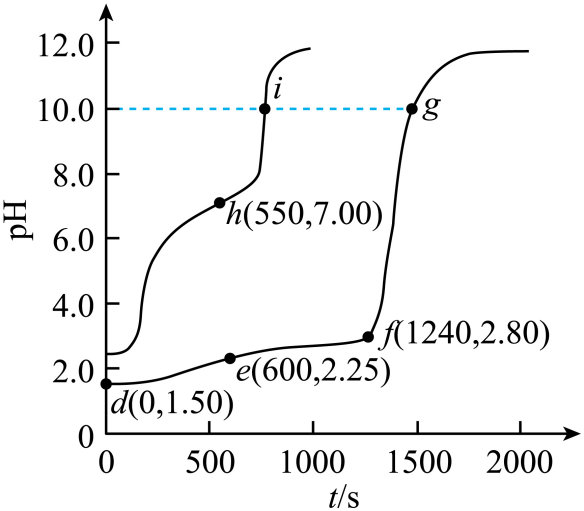 12.0
10.0
8.0
6.0
4.0
2.0
0
pH
i
g
h(550,7.00)
f(1240,2.80)
e(600,2.25)
d(0,1.50)
0 500 1000 1500 2000
t/s